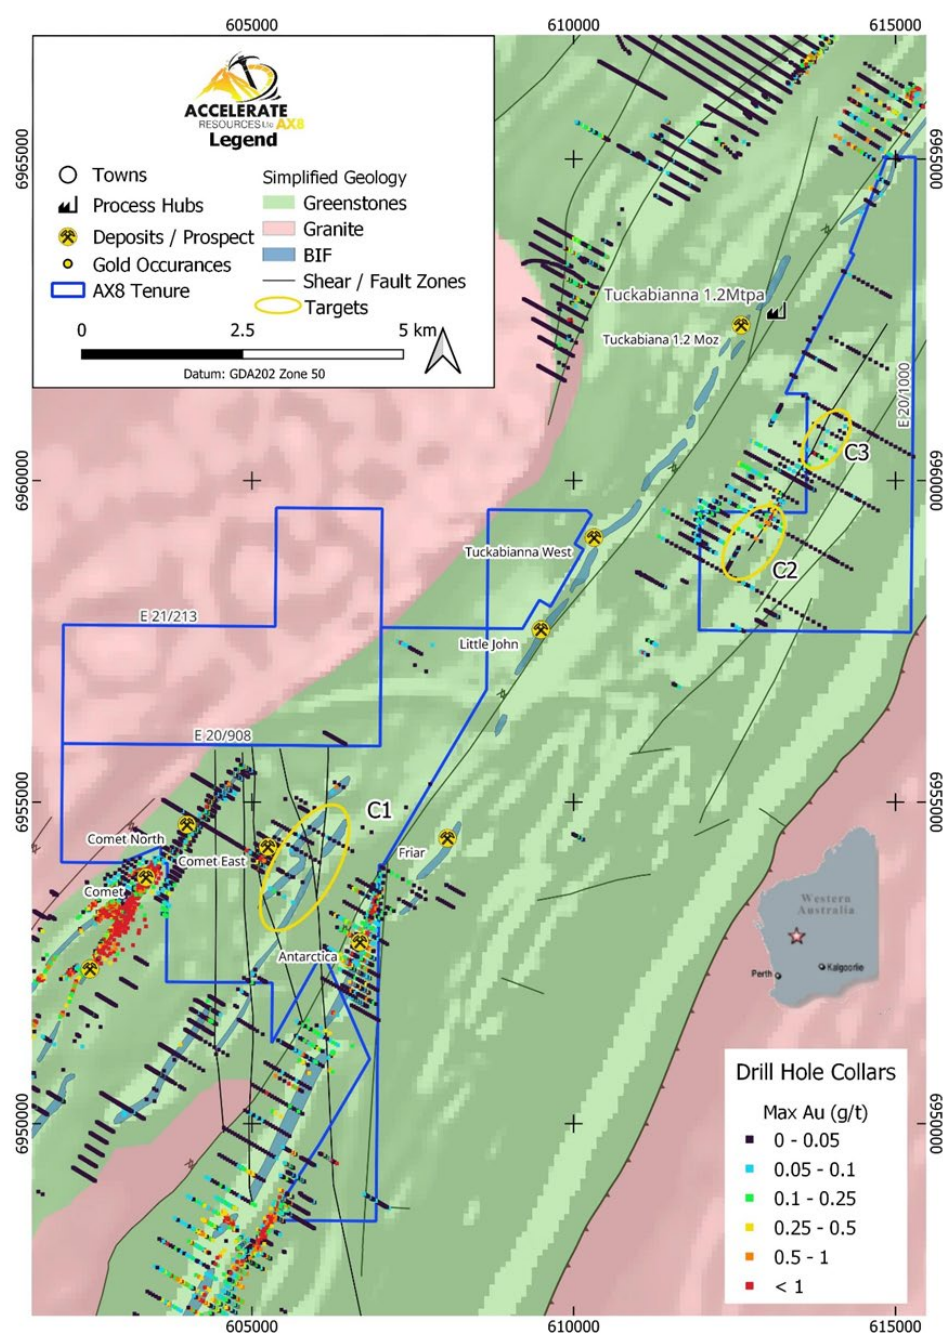 605000
610000
615000
ACCELERATE
RESOURCES Ltd AX8
Legend
Towns
Process Hubs
Deposits / Prospect
Gold Occurances
AX8 Tenure
Simplified Geology
Greenstones
Granite
BIF
Shear / Fault Zones
Targets
0
2.5
5 km
Datum: GDA202 Zone 50
6965000
6965000
Tuckabianna 1.2Mtpa
Tuckabiana 1.2 Moz
E 20/1000
C3
6960000
6960000
Tuckabianna West
C2
E 21/213
Little John
E 20/908
6955000
6955000
C1
Comet North
Comet East
Friar
Comet
Antarctica
Western
Australia
Perth
Kalgoorlie
6950000
6950000
Drill Hole Collars
Max Au (g/t)
0 - 0.05
0.05 - 0.1
0.1 - 0.25
0.25 - 0.5
0.5 - 1
< 1
605000
610000
615000